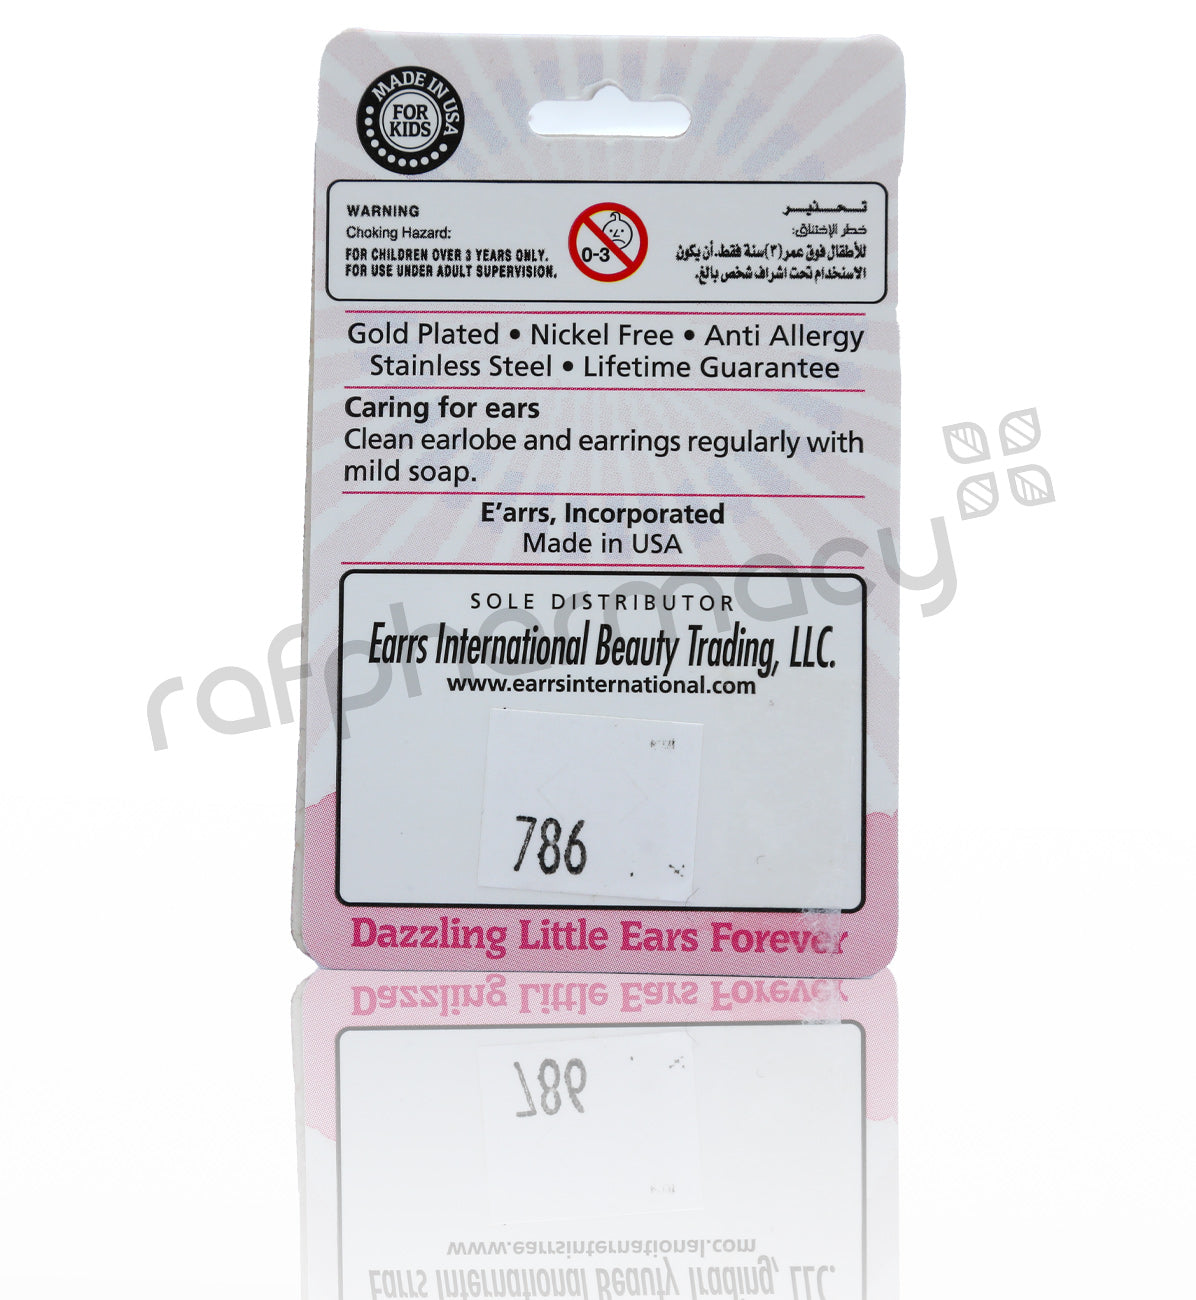 MADE IN USA
FOR
KIDS
WARNING
Choking Hazard:
FOR CHILDREN OVER 3 YEARS ONLY.
FOR USE UNDER ADULT SUPERVISION.
0-3
تحذير
خطر الإختناق:
للأطفال فوق عمر (٣) سنة فقط. أن يكون
الاستخدام تحت اشراف شخص بالغ.
Gold Plated • Nickel Free • Anti Allergy
Stainless Steel • Lifetime Guarantee
Caring for ears
Clean earlobe and earrings regularly with
mild soap.
E'arrs, Incorporated
Made in USA
SOLE DISTRIBUTOR
Earrs International Beauty Trading, LLC.
www.earrsinternational.com
786
Dazzling Little Ears Forever
rafpharmacy